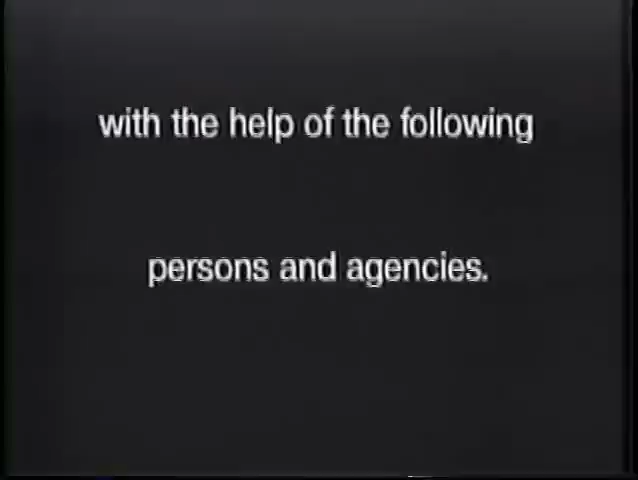 with the help of the following
persons and agencies.